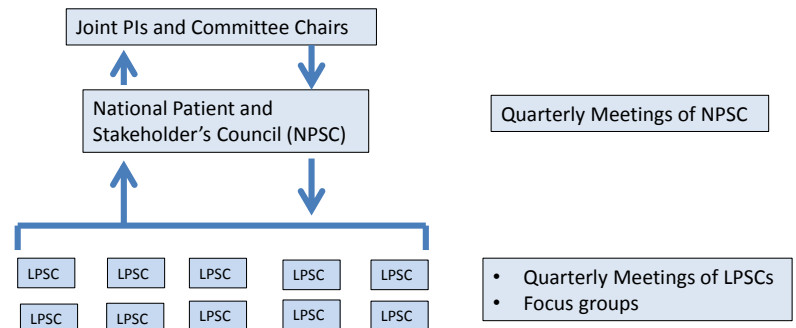 Joint PIs and Committee Chairs
National Patient and
Stakeholder's Council (NPSC)
Quarterly Meetings of NPSC
LPSC LPSC LPSC LPSC LPSC
LPSC LPSC LPSC LPSC LPSC
• Quarterly Meetings of LPSCs
• Focus groups